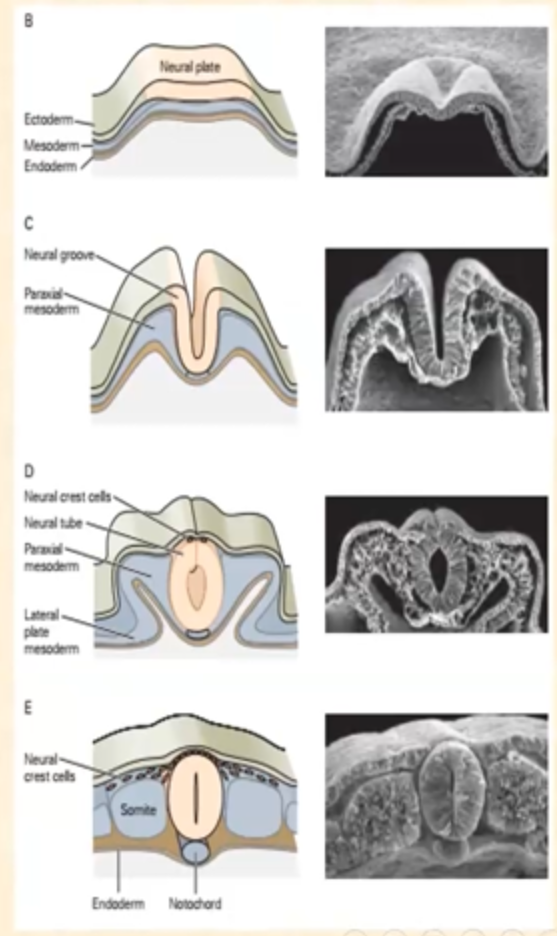 B
Neural plate
Ectoderm
Mesoderm
Endoderm
C
Neural groove
Paraxial
mesoderm
D
Neural crest cells
Neural tube
Paraxial
mesoderm
Lateral
plate
mesoderm
E
Neural
crest cells
Somite
Endoderm
Notochord